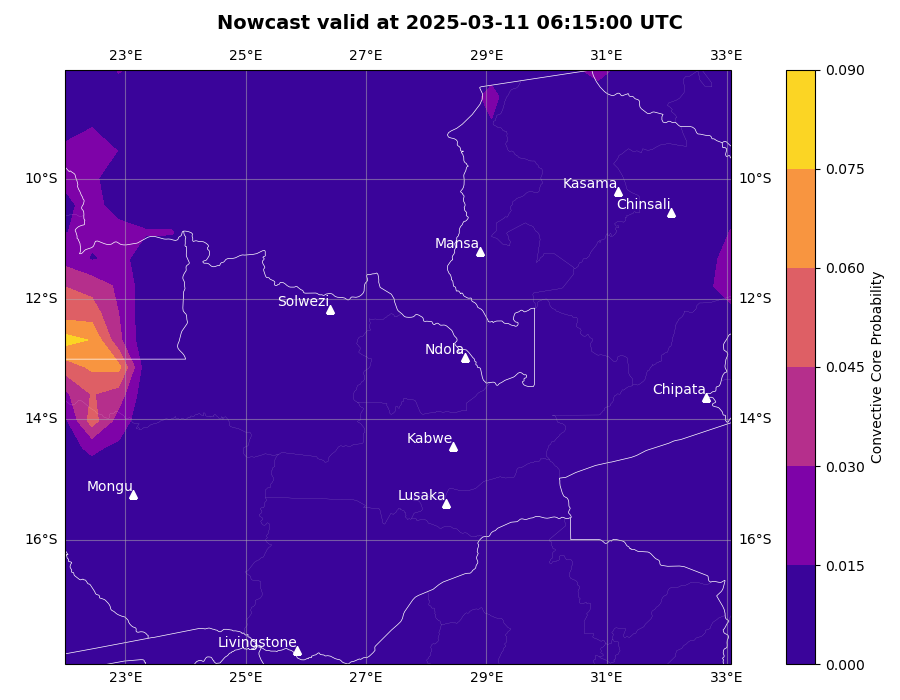 Nowcast valid at 2025-03-11 06:15:00 UTC
23°E 25°E 27°E 29°E 31°E 33°E
0.090
0.075
10°S 10°S
Kasama
Chinsali
Mansa
0.060
12°S 12°S
Solwezi
Ndola
0.045
Chipata
14°S 14°S
Kabwe
0.030
Mongu
Lusaka
16°S 16°S
0.015
Livingstone
0.000
23°E 25°E 27°E 29°E 31°E 33°E
Convective Core Probability